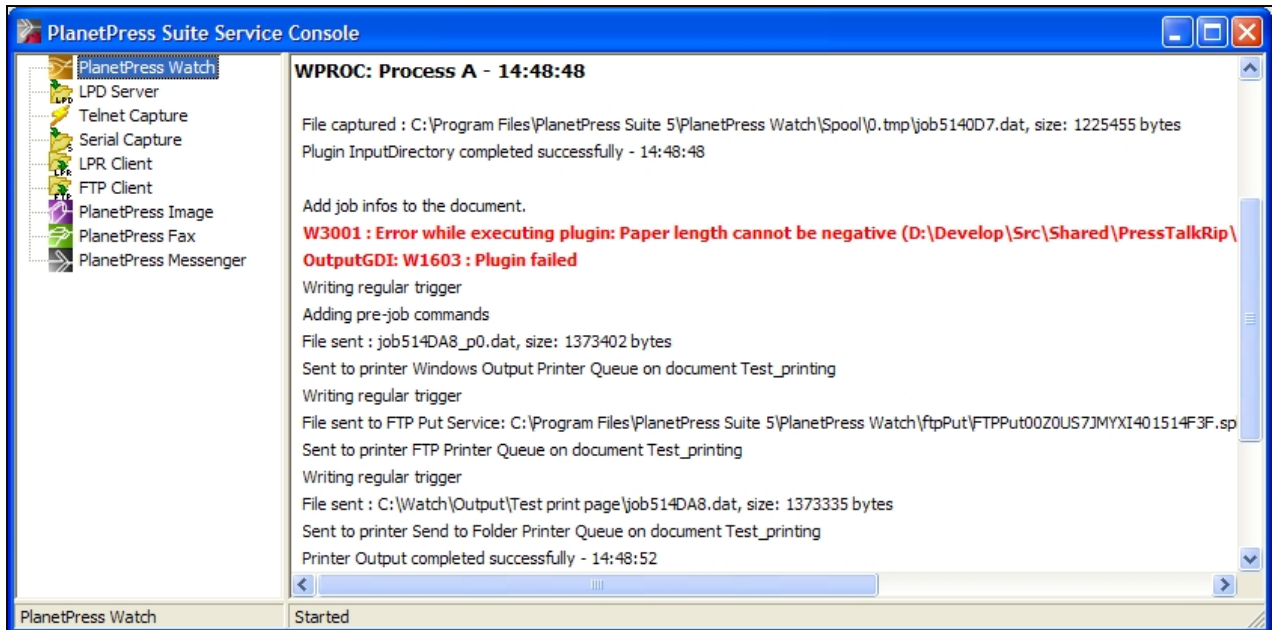 PlanetPress Suite Service Console
PlanetPress Watch
LPD Server
Telnet Capture
Serial Capture
LPR Client
FTP Client
PlanetPress Image
PlanetPress Fax
PlanetPress Messenger
WPROC: Process A - 14:48:48
File captured : C:\Program Files\PlanetPress Suite 5\PlanetPress Watch\Spool\0.tmp\job5140D7.dat, size: 1225455 bytes
Plugin InputDirectory completed successfully - 14:48:48
Add job infos to the document.
W3001 : Error while executing plugin: Paper length cannot be negative (D:\Develop\Src\Shared\PressTalkRip\
OutputGDI: W1603 : Plugin failed
Writing regular trigger
Adding pre-job commands
File sent : job514DA8_p0.dat, size: 1373402 bytes
Sent to printer Windows Output Printer Queue on document Test_printing
Writing regular trigger
File sent to FTP Put Service: C:\Program Files\PlanetPress Suite 5\PlanetPress Watch\ftpPut\FTPPut00Z0US7JMYXI401514F3F.sp
Sent to printer FTP Printer Queue on document Test_printing
Writing regular trigger
File sent : C:\Watch\Output\Test print page\job514DA8.dat, size: 1373335 bytes
Sent to printer Send to Folder Printer Queue on document Test_printing
Printer Output completed successfully - 14:48:52
PlanetPress Watch
Started